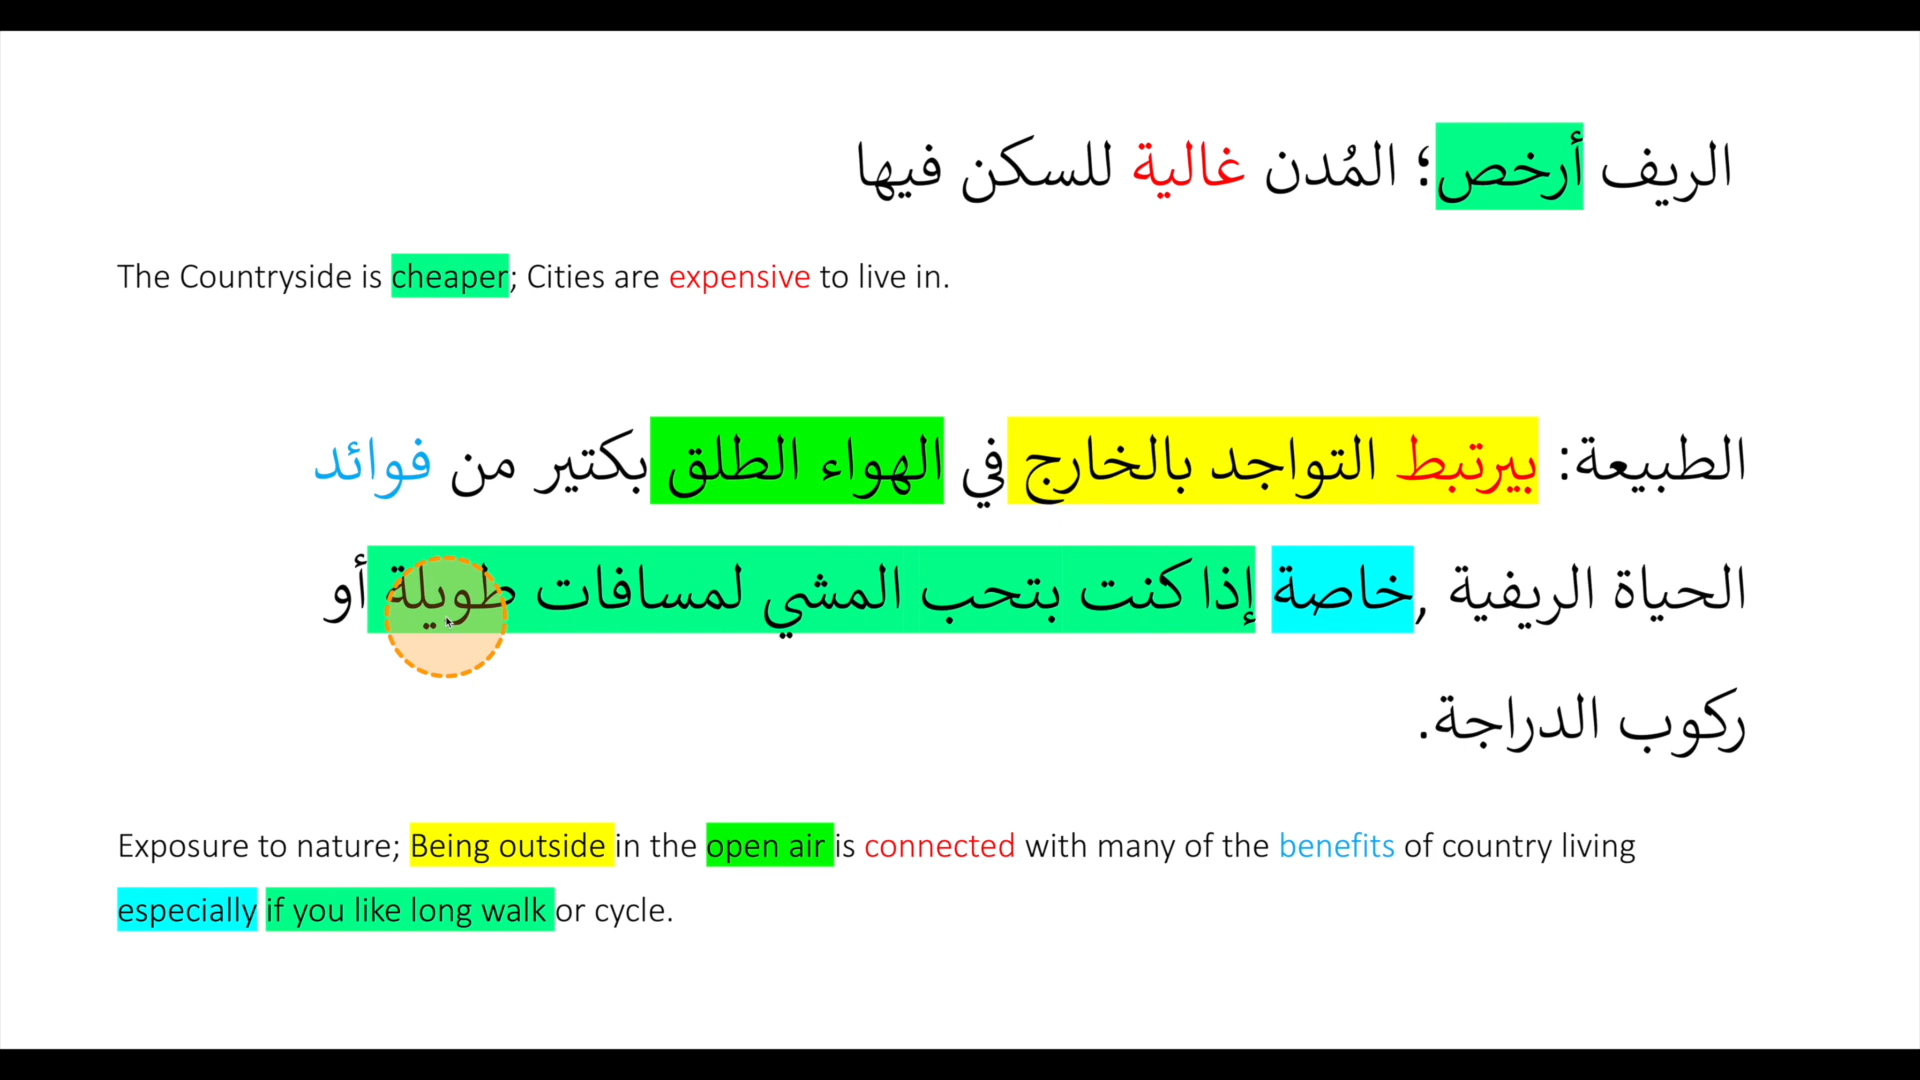 الريف أرخص؛ المُدن غالية للسكن فيها
The Countryside is cheaper; Cities are expensive to live in.
الطبيعة: بيرتبط التواجد بالخارج في الهواء الطلق بكتير من فوائد
الحياة الريفية ,خاصة إذا كنت بتحب المشي لمسافات طويلة أو
ركوب الدراجة.
Exposure to nature; Being outside in the open air is connected with many of the benefits of country living
especially if you like long walk or cycle.